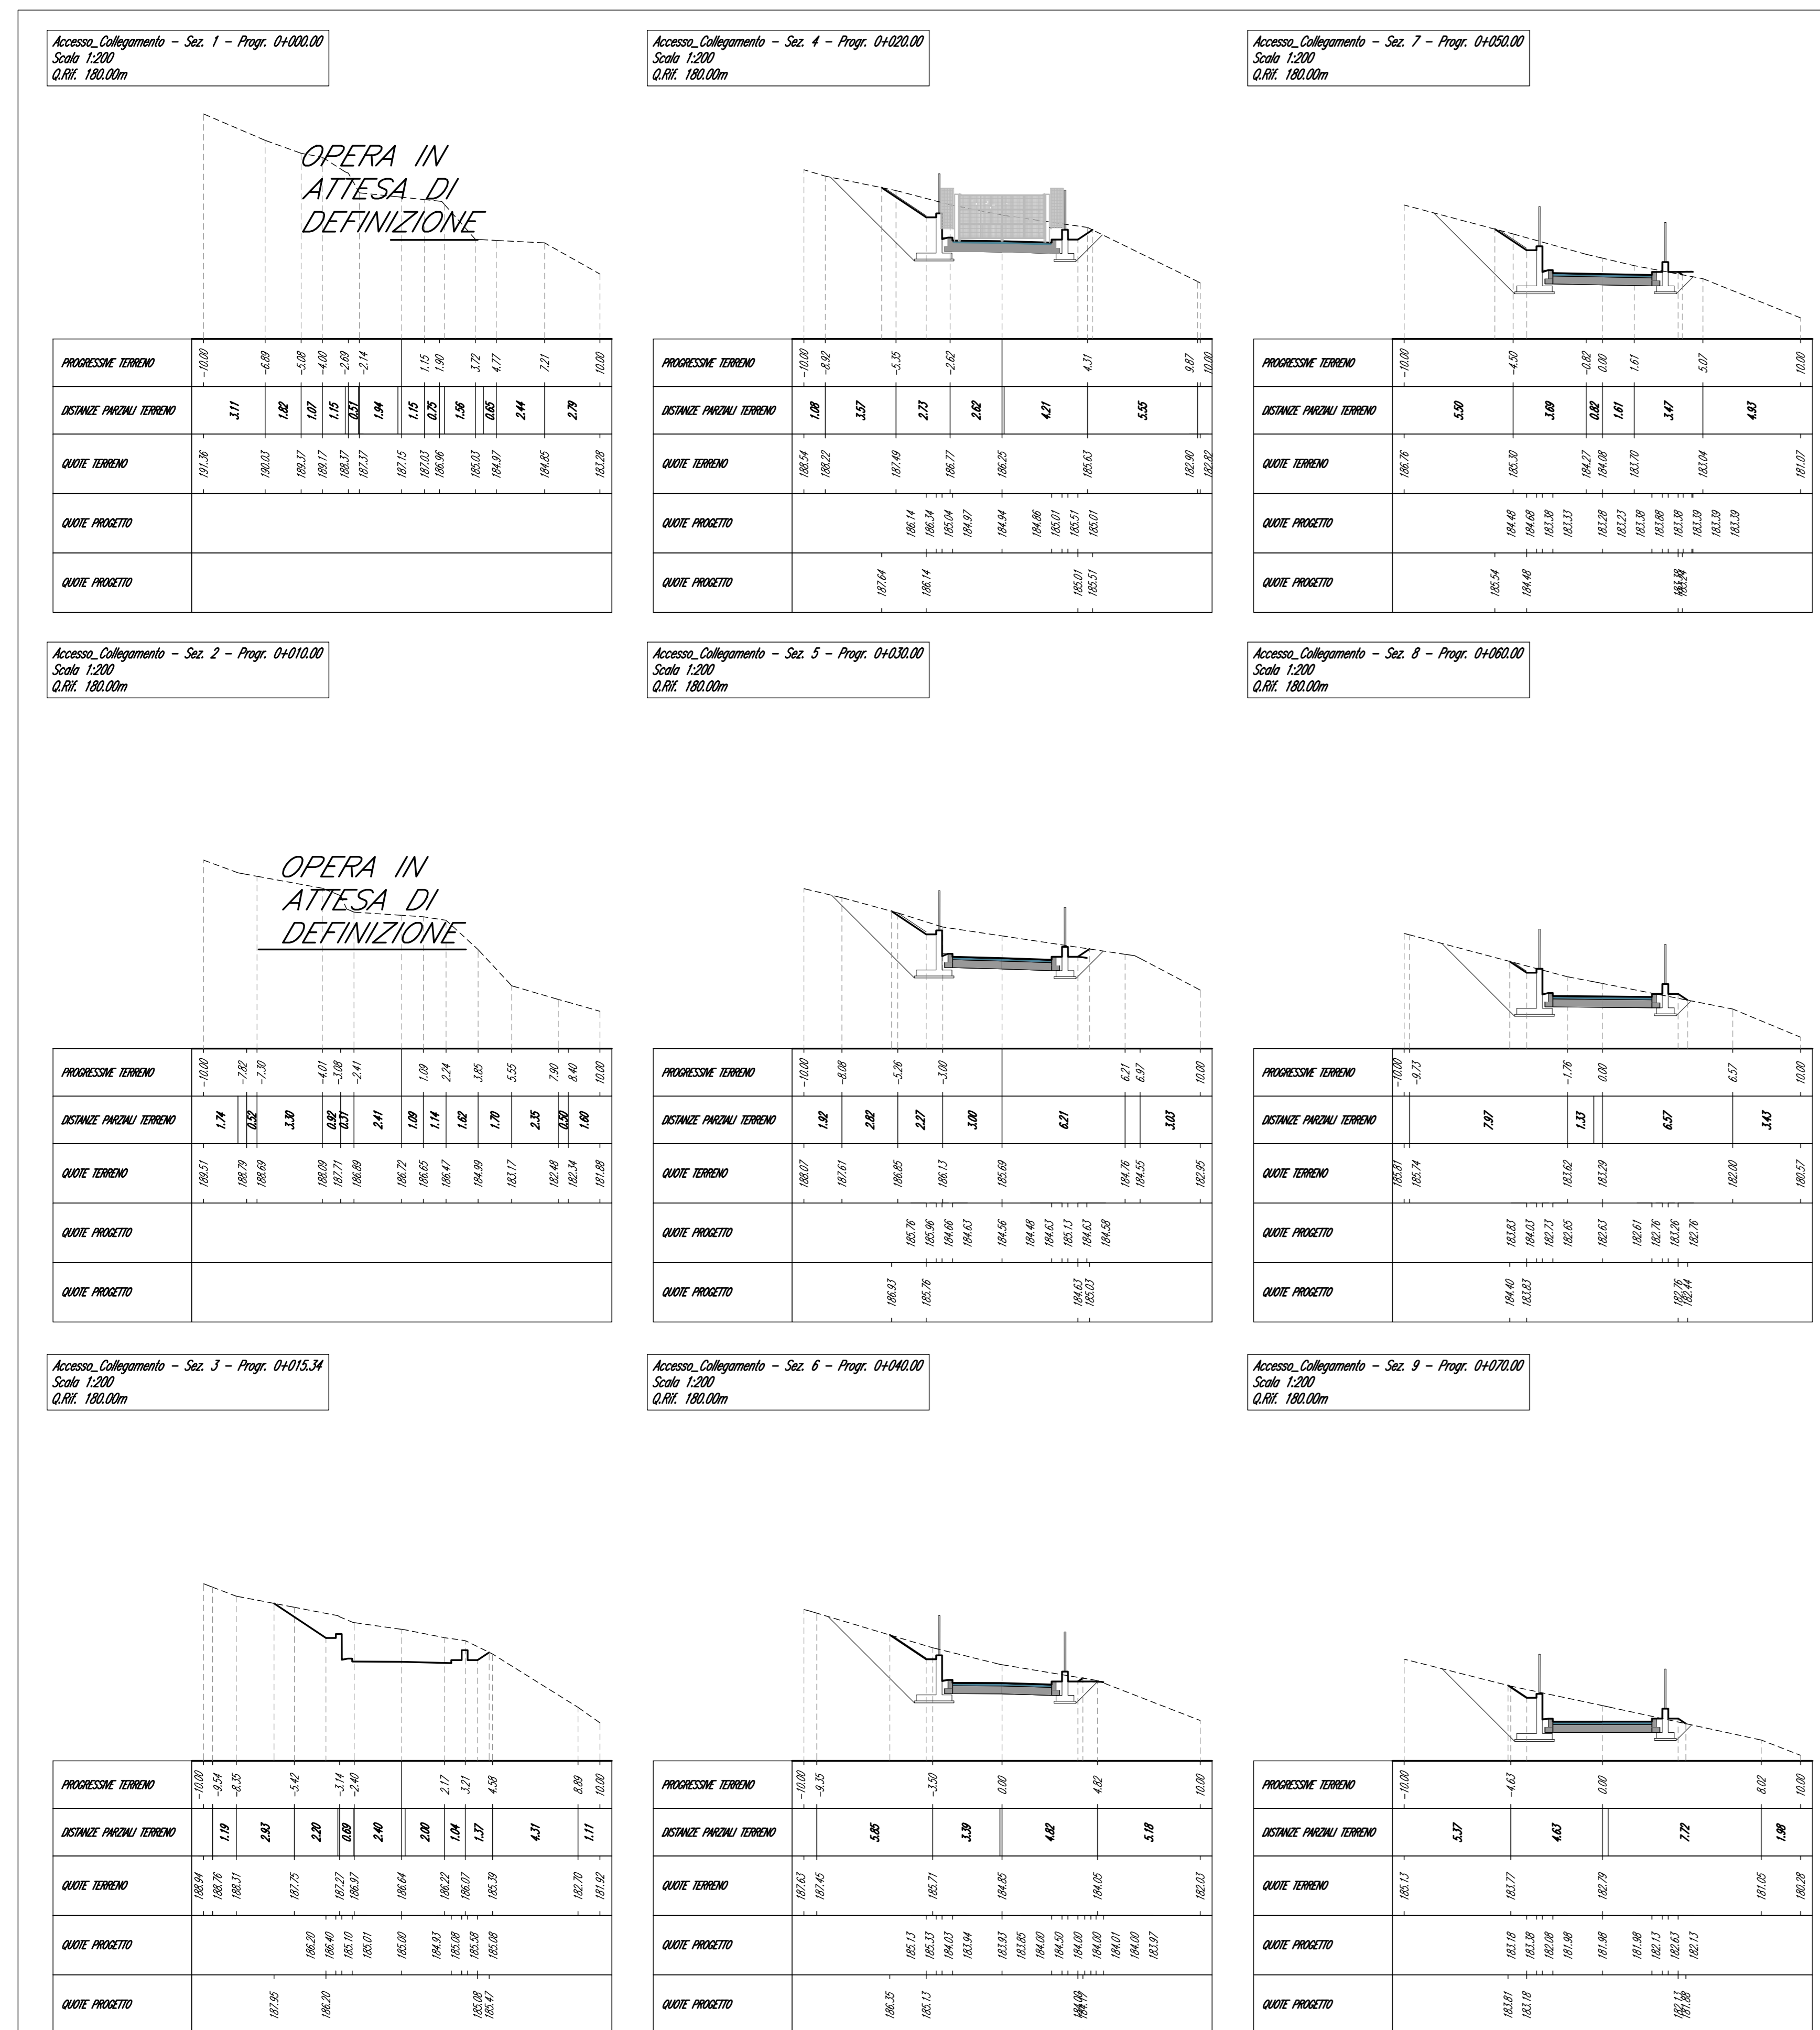 Accesso_Collegamento - Sez. 1 - Progr. 0+000.00
Scala 1:200
Q.Rif. 180.00m
OPERA IN
ATTESA DI
DEFINIZIONE
PROGRESSIVE TERRENO -10.00 -6.89 -5.08 -4.00 -2.69 -2.14 1.15 1.90 3.72 4.77 7.21 10.00
DISTANZE PARZIALI TERRENO 3.11 1.82 1.07 1.15 0.51 1.94 1.15 0.75 1.56 0.65 2.44 2.79
QUOTE TERRENO 191.36 190.03 189.37 189.17 188.37 187.37 187.15 187.03 186.96 185.03 184.97 184.85 183.28
QUOTE PROGETTO
QUOTE PROGETTO
Accesso_Collegamento - Sez. 2 - Progr. 0+010.00
Scala 1:200
Q.Rif. 180.00m
OPERA IN
ATTESA DI
DEFINIZIONE
PROGRESSIVE TERRENO -10.00 -7.82 -7.30 -4.01 -3.08 -2.41 1.09 2.24 3.85 5.55 7.90 8.40 10.00
DISTANZE PARZIALI TERRENO 1.74 0.52 3.30 0.92 0.31 2.41 1.09 1.14 1.62 1.70 2.35 0.50 1.60
QUOTE TERRENO 189.51 188.79 188.69 188.09 187.71 186.89 186.72 186.65 186.47 184.99 183.17 182.48 182.34 181.88
QUOTE PROGETTO
QUOTE PROGETTO
Accesso_Collegamento - Sez. 3 - Progr. 0+015.34
Scala 1:200
Q.Rif. 180.00m
PROGRESSIVE TERRENO -10.00 -9.54 -8.35 -5.42 -3.14 -2.40 2.17 3.21 4.58 8.89 10.00
DISTANZE PARZIALI TERRENO 1.19 2.93 2.20 0.69 2.40 2.00 1.04 1.37 4.31 1.11
QUOTE TERRENO 188.94 188.76 188.31 187.75 187.27 186.97 186.64 186.22 186.07 185.39 182.70 181.92
QUOTE PROGETTO 186.20 186.40 185.10 185.01 185.00 184.93 185.08 185.58 185.08
QUOTE PROGETTO 187.95 186.20 185.08 185.47
Accesso_Collegamento - Sez. 4 - Progr. 0+020.00
Scala 1:200
Q.Rif. 180.00m
PROGRESSIVE TERRENO -10.00 -8.92 -5.35 -2.62 4.31 9.87 10.00
DISTANZE PARZIALI TERRENO 1.08 3.57 2.73 2.62 4.21 5.55
QUOTE TERRENO 188.54 188.22 187.49 186.77 186.25 185.63 182.90 182.82
QUOTE PROGETTO 186.14 186.34 185.04 184.97 184.94 184.86 185.01 185.51 185.01
QUOTE PROGETTO 187.64 186.14 185.01 185.51
Accesso_Collegamento - Sez. 5 - Progr. 0+030.00
Scala 1:200
Q.Rif. 180.00m
PROGRESSIVE TERRENO -10.00 -8.08 -5.26 -3.00 6.21 6.97 10.00
DISTANZE PARZIALI TERRENO 1.92 2.82 2.27 3.00 6.21 3.03
QUOTE TERRENO 188.07 187.61 186.85 186.13 185.69 184.76 184.55 182.95
QUOTE PROGETTO 185.76 185.96 184.66 184.63 184.56 184.48 184.63 185.13 184.63 184.58
QUOTE PROGETTO 186.93 185.76 184.63 185.03
Accesso_Collegamento - Sez. 6 - Progr. 0+040.00
Scala 1:200
Q.Rif. 180.00m
PROGRESSIVE TERRENO -10.00 -9.35 -3.50 0.00 4.82 10.00
DISTANZE PARZIALI TERRENO 5.85 3.39 4.82 5.18
QUOTE TERRENO 187.63 187.45 185.71 184.85 184.05 182.03
QUOTE PROGETTO 185.13 185.33 184.03 183.94 183.93 183.85 184.00 184.50 184.00 184.00 184.01 184.00 183.97
QUOTE PROGETTO 186.35 185.13
Accesso_Collegamento - Sez. 7 - Progr. 0+050.00
Scala 1:200
Q.Rif. 180.00m
PROGRESSIVE TERRENO -10.00 -4.50 -0.82 0.00 1.61 5.07 10.00
DISTANZE PARZIALI TERRENO 5.50 3.69 0.82 1.61 3.47 4.93
QUOTE TERRENO 186.76 185.30 184.27 184.08 183.70 183.04 181.07
QUOTE PROGETTO 184.48 184.68 183.38 183.33 183.28 183.23 183.38 183.88 183.38 183.39 183.39 183.39
QUOTE PROGETTO 185.54 184.48
Accesso_Collegamento - Sez. 8 - Progr. 0+060.00
Scala 1:200
Q.Rif. 180.00m
PROGRESSIVE TERRENO -10.00 -9.73 -1.76 0.00 6.57 10.00
DISTANZE PARZIALI TERRENO 7.97 1.33 6.57 3.43
QUOTE TERRENO 185.81 185.74 183.62 183.29 182.00 180.57
QUOTE PROGETTO 183.83 184.03 182.73 182.65 182.63 182.61 182.76 183.26 182.76
QUOTE PROGETTO 184.40 183.83 182.76 182.44
Accesso_Collegamento - Sez. 9 - Progr. 0+070.00
Scala 1:200
Q.Rif. 180.00m
PROGRESSIVE TERRENO -10.00 -4.63 0.00 8.02 10.00
DISTANZE PARZIALI TERRENO 5.37 4.63 7.72 1.98
QUOTE TERRENO 185.13 183.77 182.79 181.05 180.28
QUOTE PROGETTO 183.18 183.38 182.08 181.98 181.98 181.98 182.13 182.63 182.13
QUOTE PROGETTO 183.81 183.18 182.13